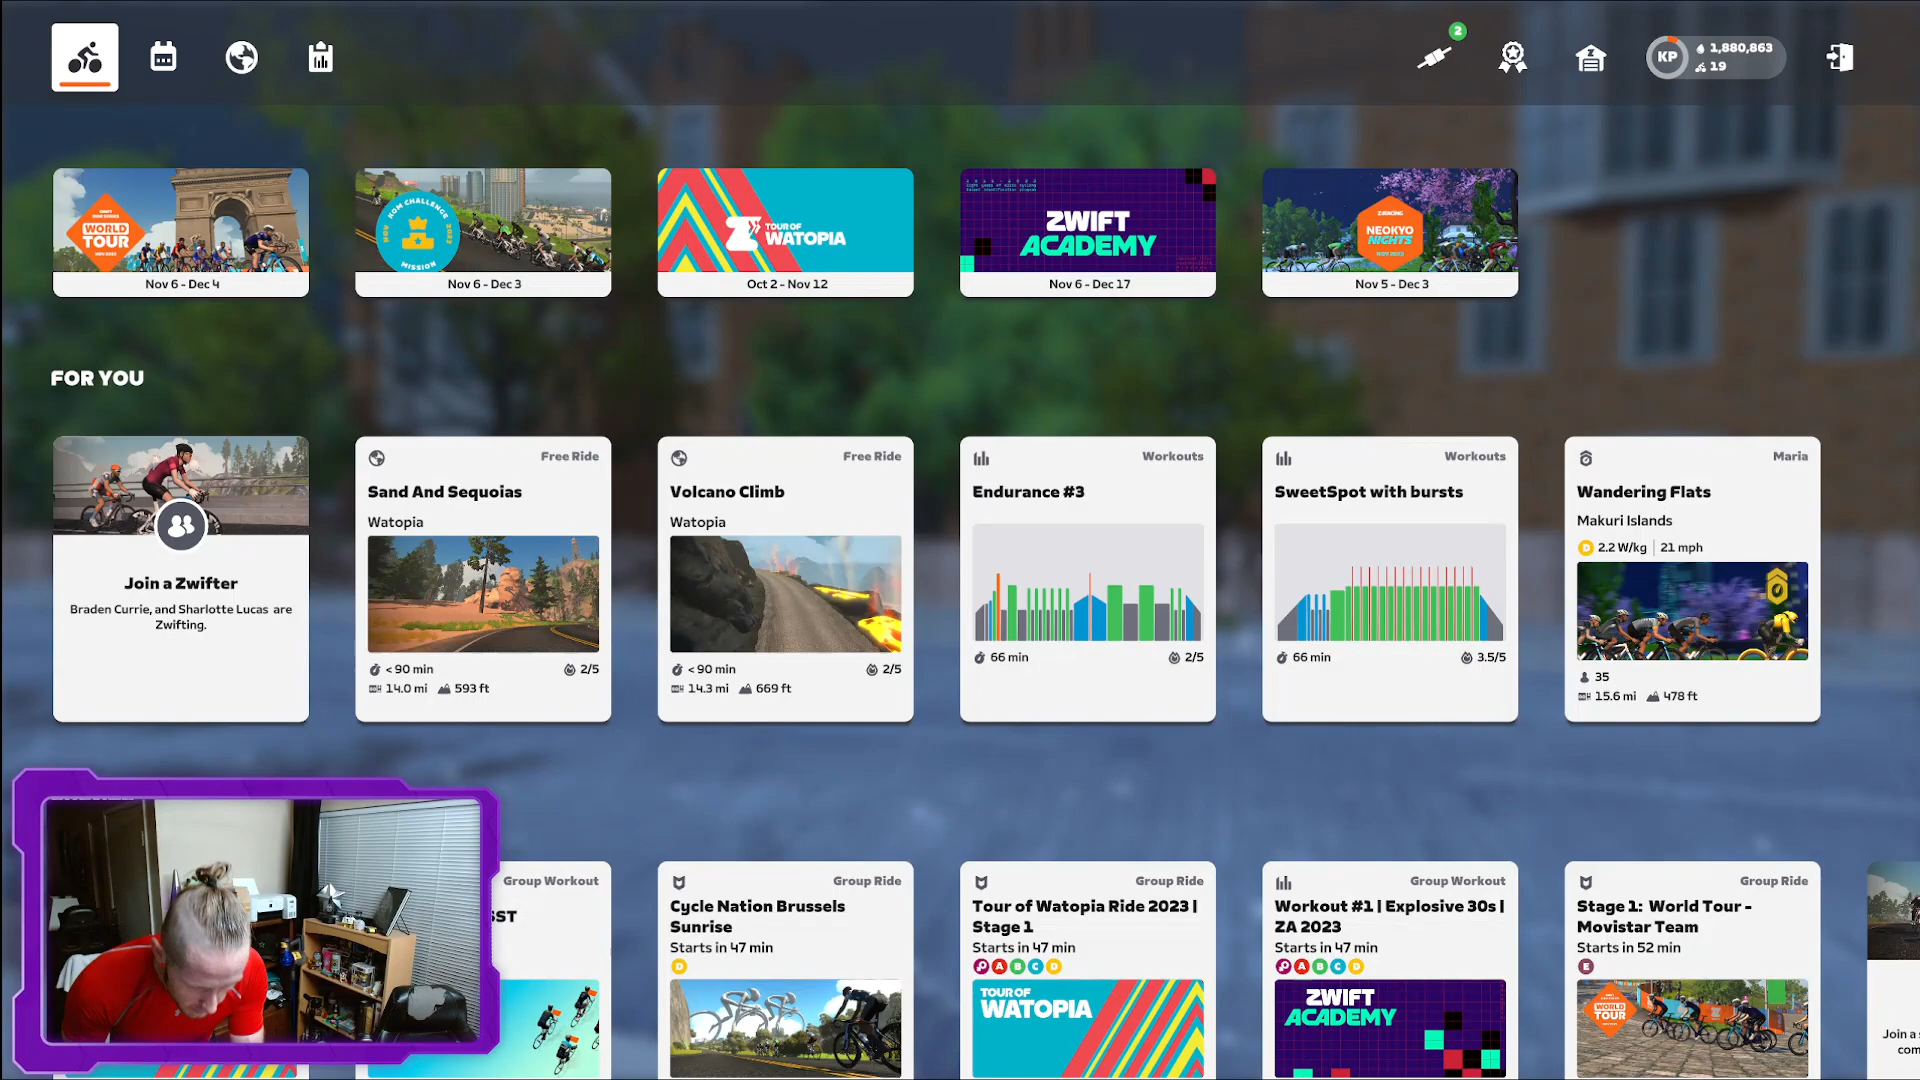 2
KP
1,880,863
19
WORLD TOUR
Nov 6 - Dec 4
KOM CHALLENGE
NOV
2023
MISSION
Nov 6 - Dec 3
TOUR OF WATOPIA
Oct 2 - Nov 12
ZWIFT ACADEMY
Nov 6 - Dec 17
NEOKYO NIGHTS
Nov 5 - Dec 3
FOR YOU
Join a Zwifter
Braden Currie, and Sharlotte Lucas are
Zwifting.
Free Ride
Sand And Sequoias
Watopia
< 90 min
2/5
14.0 mi
593 ft
Free Ride
Volcano Climb
Watopia
< 90 min
2/5
14.3 mi
669 ft
Workouts
Endurance #3
66 min
2/5
Workouts
SweetSpot with bursts
66 min
3.5/5
Maria
Wandering Flats
Makuri Islands
D 2.2 W/kg | 21 mph
35
15.6 mi
478 ft
Group Workout
SST
Group Ride
Cycle Nation Brussels
Sunrise
Starts in 47 min
D
Group Ride
Tour of Watopia Ride 2023 |
Stage 1
Starts in 47 min
A B C D
TOUR OF
WATOPIA
Group Workout
Workout #1 | Explosive 30s |
ZA 2023
Starts in 47 min
A B C D
ZWIFT
ACADEMY
Group Ride
Stage 1: World Tour -
Movistar Team
Starts in 52 min
E
WORLD
TOUR
Join a
com